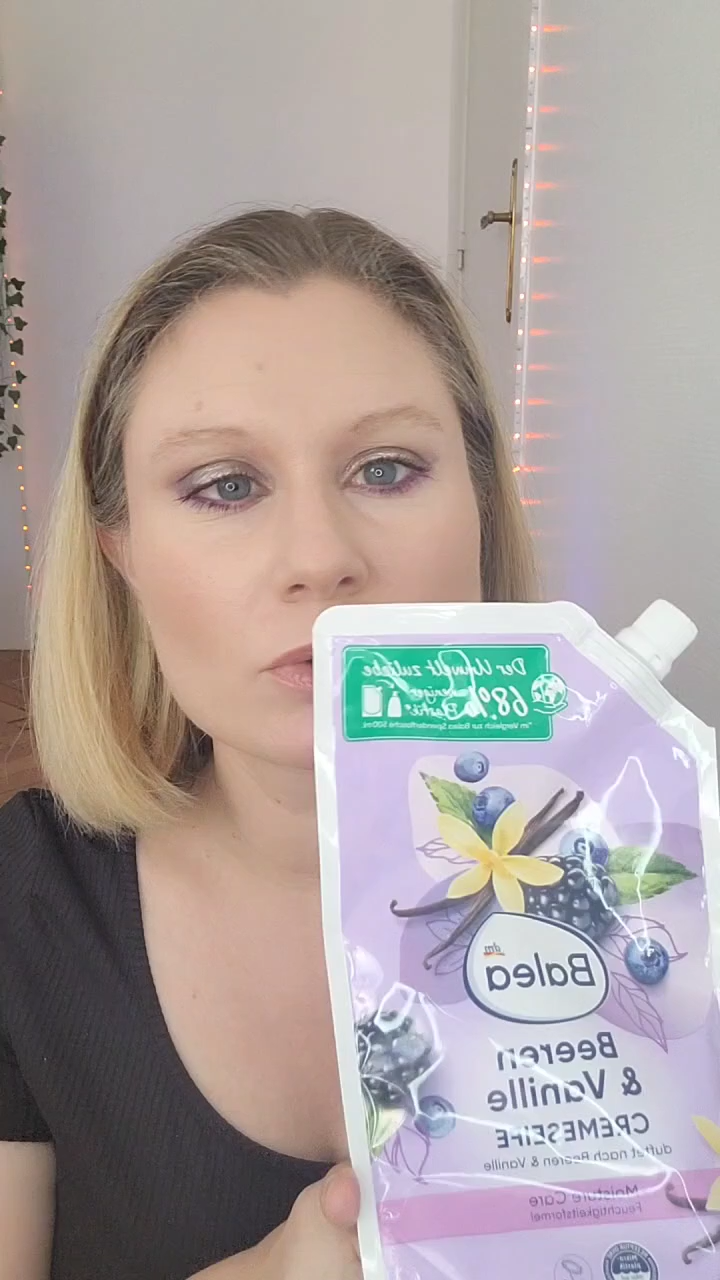 Der Umwelt zuliebe
68% weniger
Plastik*
*im Vergleich zur Balea Spenderflasche 500ml
dm
Balea
Beeren
& Vanille
CREMESEIFE
duftet nach Beeren & Vanille
Moisture Care
Feuchtigkeitsformel